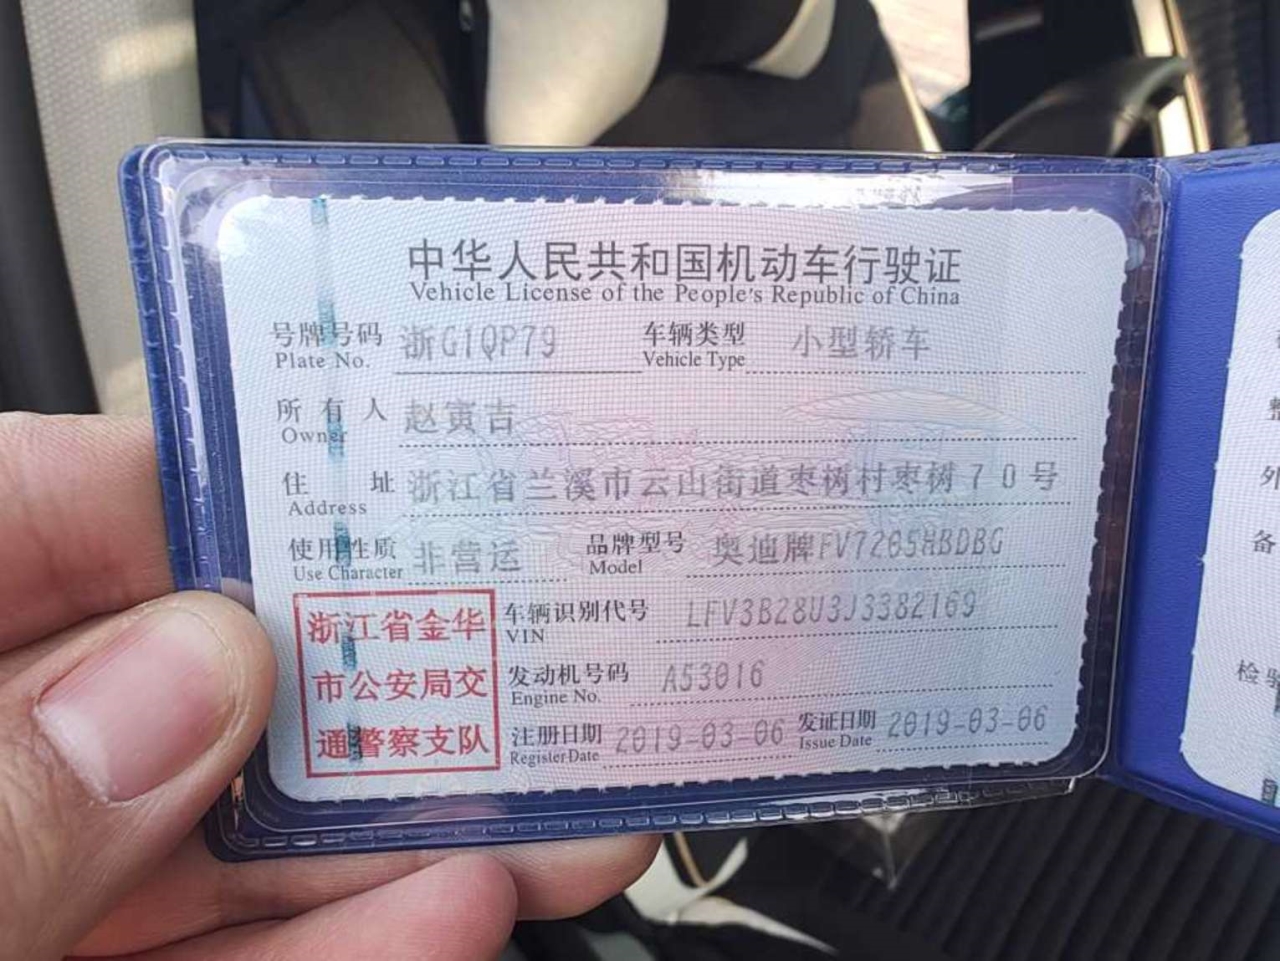 中华人民共和国机动车行驶证
Vehicle License of the People's Republic of China
号牌号码 浙G1QP79 车辆类型 小型轿车
Plate No. Vehicle Type
所有人 赵寅吉
Owner
住址 浙江省兰溪市云山街道枣树村枣树70号
Address
使用性质 非营运 品牌型号 奥迪牌FV7205HBDBG
Use Character Model
浙江省金华
市公安局交
通警察支队
车辆识别代号 LFV3B28U3J3382169
VIN
发动机号码 A53016
Engine No.
注册日期 2019-03-06 发证日期 2019-03-06
Register Date Issue Date
整
外
备
检验